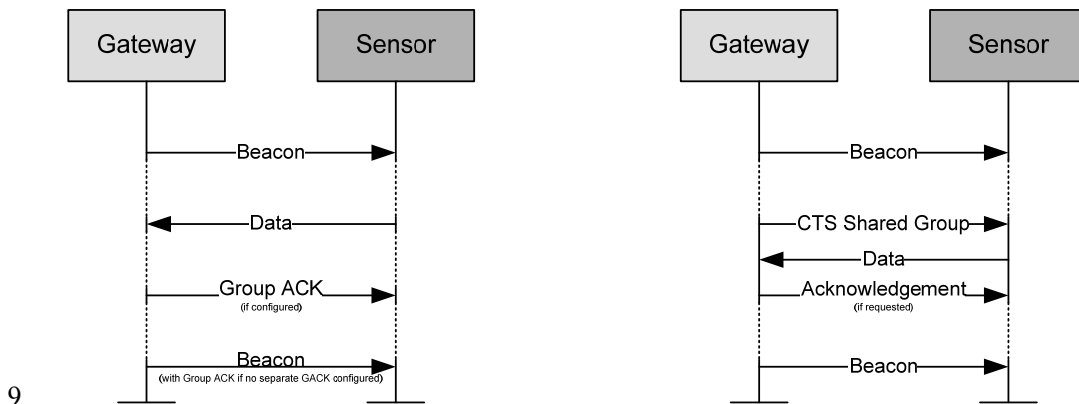 Gateway
Sensor
Beacon
Data
Group ACK
(if configured)
Beacon
(with Group ACK if no separate GACK configured)
Gateway
Sensor
Beacon
CTS Shared Group
Data
Acknowledgement
(if requested)
Beacon
9